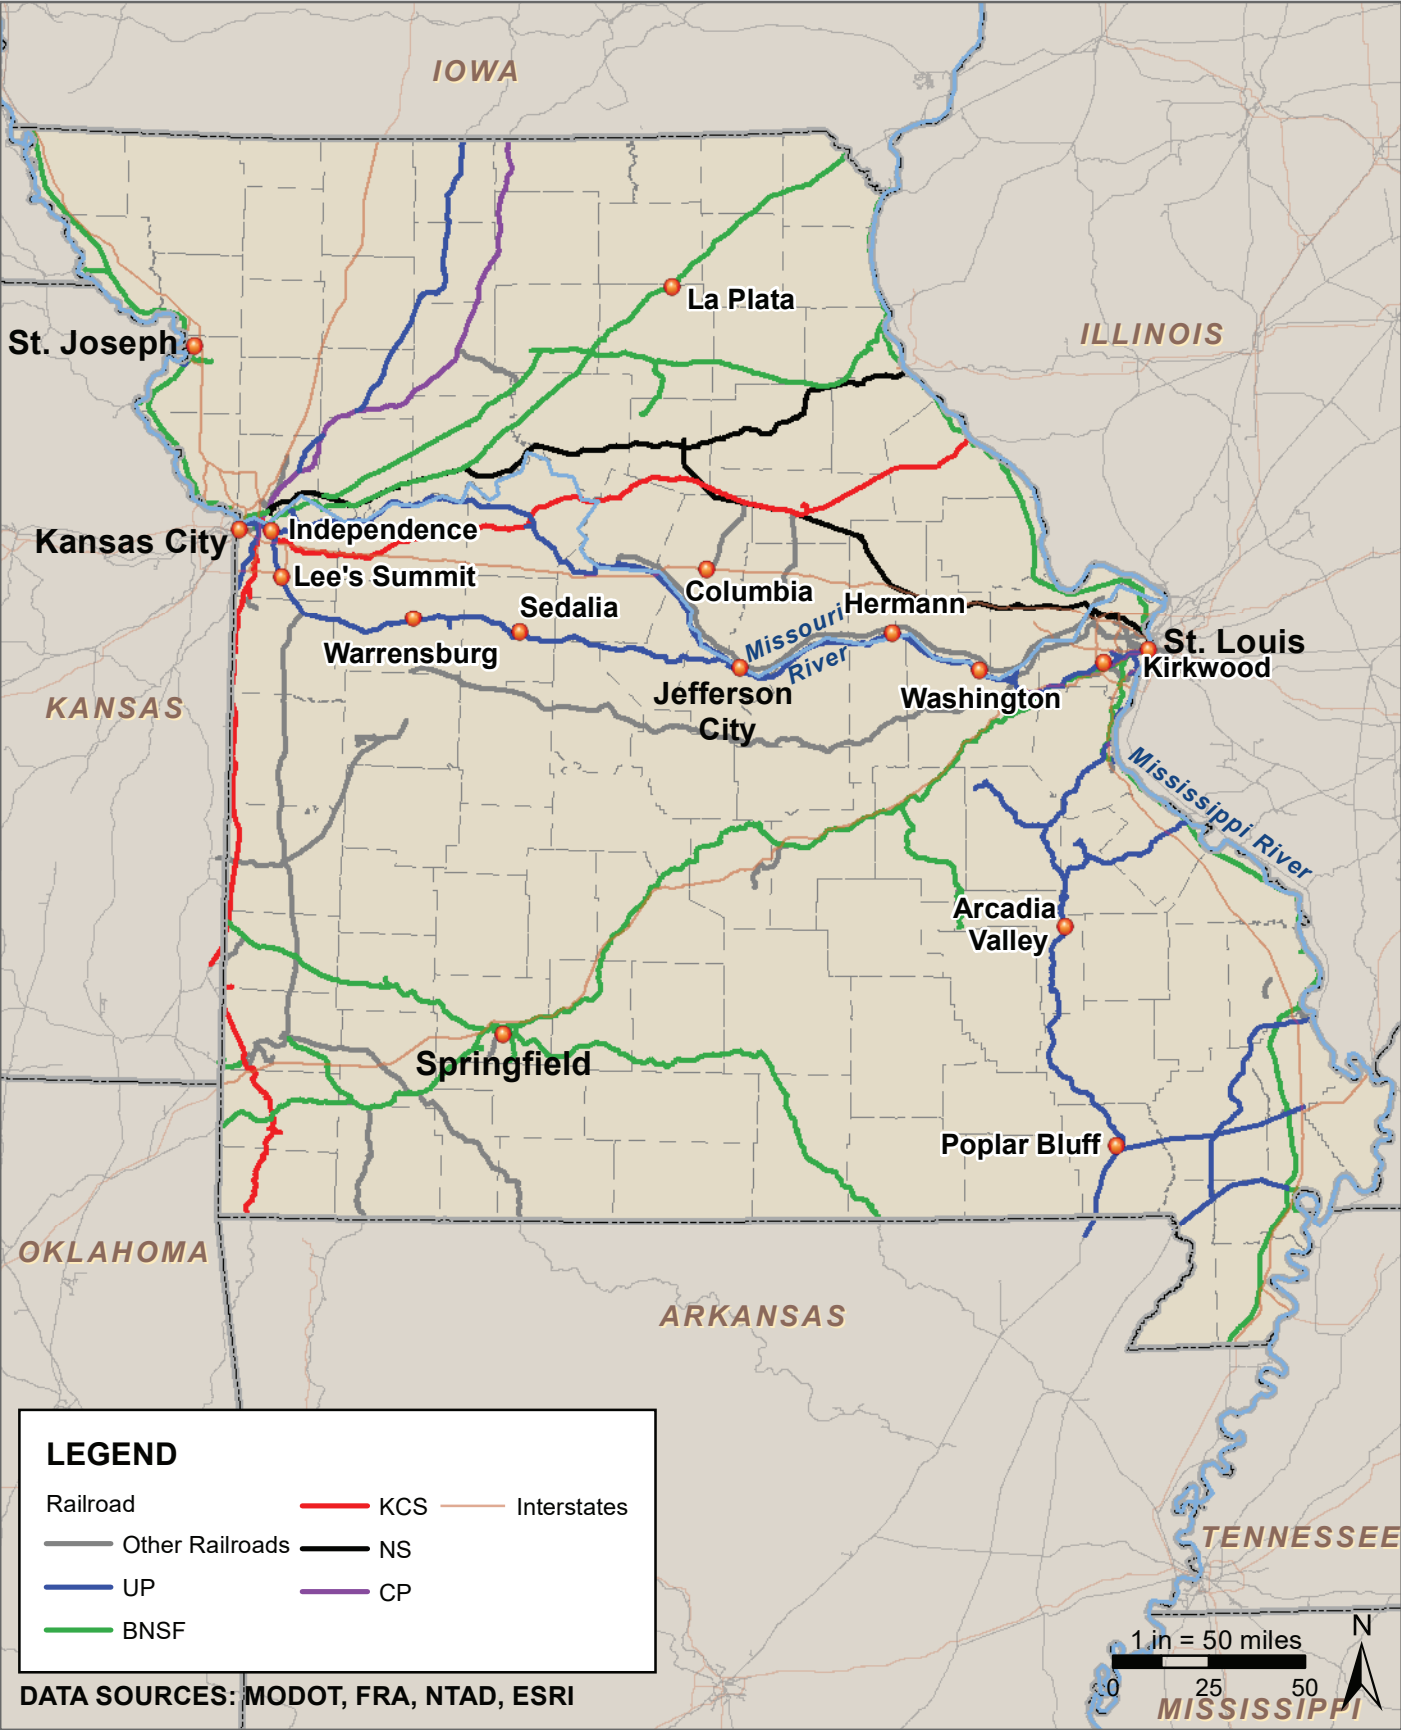 IOWA
La Plata
ILLINOIS
St. Joseph
Kansas City
Independence
Lee's Summit
Columbia
Sedalia
Hermann
Missouri
River
Warrensburg
St. Louis
Kirkwood
Jefferson
City
Washington
KANSAS
Mississippi River
Arcadia
Valley
Springfield
Poplar Bluff
OKLAHOMA
ARKANSAS
LEGEND
Railroad
Other Railroads
UP
BNSF
KCS
NS
CP
Interstates
TENNESSEE
N
1 in = 50 miles
0 25 50
MISSISSIPPI
DATA SOURCES: MODOT, FRA, NTAD, ESRI